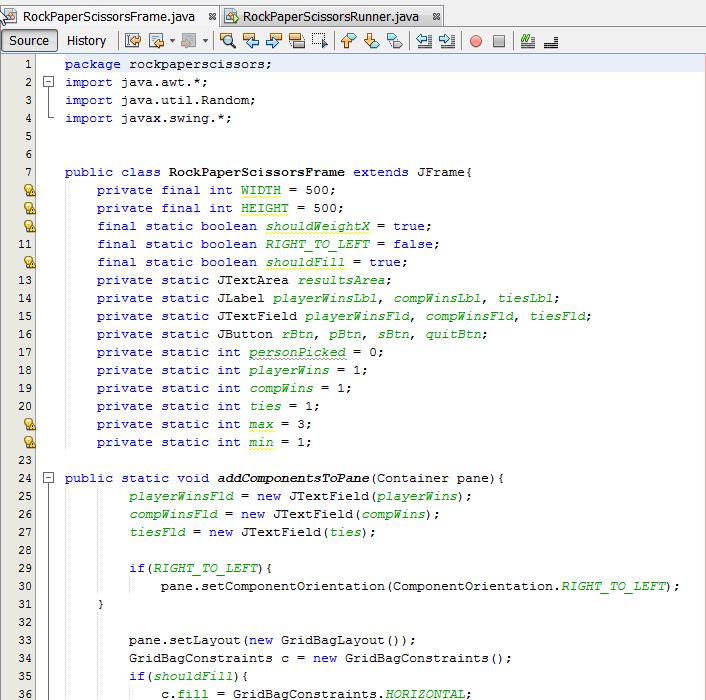 RockPaperScissorsFrame.java RockPaperScissorsRunner.java
Source History
1 package rockpaperscissors;
2 import java.awt.*;
3 import java.util.Random;
4 import javax.swing.*;
5
6
7 public class RockPaperScissorsFrame extends JFrame{
private final int WIDTH = 500;
private final int HEIGHT = 500;
final static boolean shouldWeightX = true;
11 final static boolean RIGHT_TO_LEFT = false;
final static boolean shouldFill = true;
13 private static JTextArea resultsArea;
14 private static JLabel playerWinsLbl, compWinsLbl, tiesLbl;
15 private static JTextField playerWinsFld, compWinsFld, tiesFld;
16 private static JButton rBtn, pBtn, sBtn, quitBtn;
17 private static int personPicked = 0;
18 private static int playerWins = 1;
19 private static int compWins = 1;
20 private static int ties = 1;
private static int max = 3;
private static int min = 1;
23
24 public static void addComponentsToPane(Container pane){
25 playerWinsFld = new JTextField(playerWins);
26 compWinsFld = new JTextField(compWins);
27 tiesFld = new JTextField(ties);
28
29 if(RIGHT_TO_LEFT){
30 pane.setComponentOrientation(ComponentOrientation.RIGHT_TO_LEFT);
31 }
32
33 pane.setLayout(new GridBagLayout());
34 GridBagConstraints c = new GridBagConstraints();
35 if(shouldFill){
36 c.fill = GridBagConstraints.HORIZONTAL;